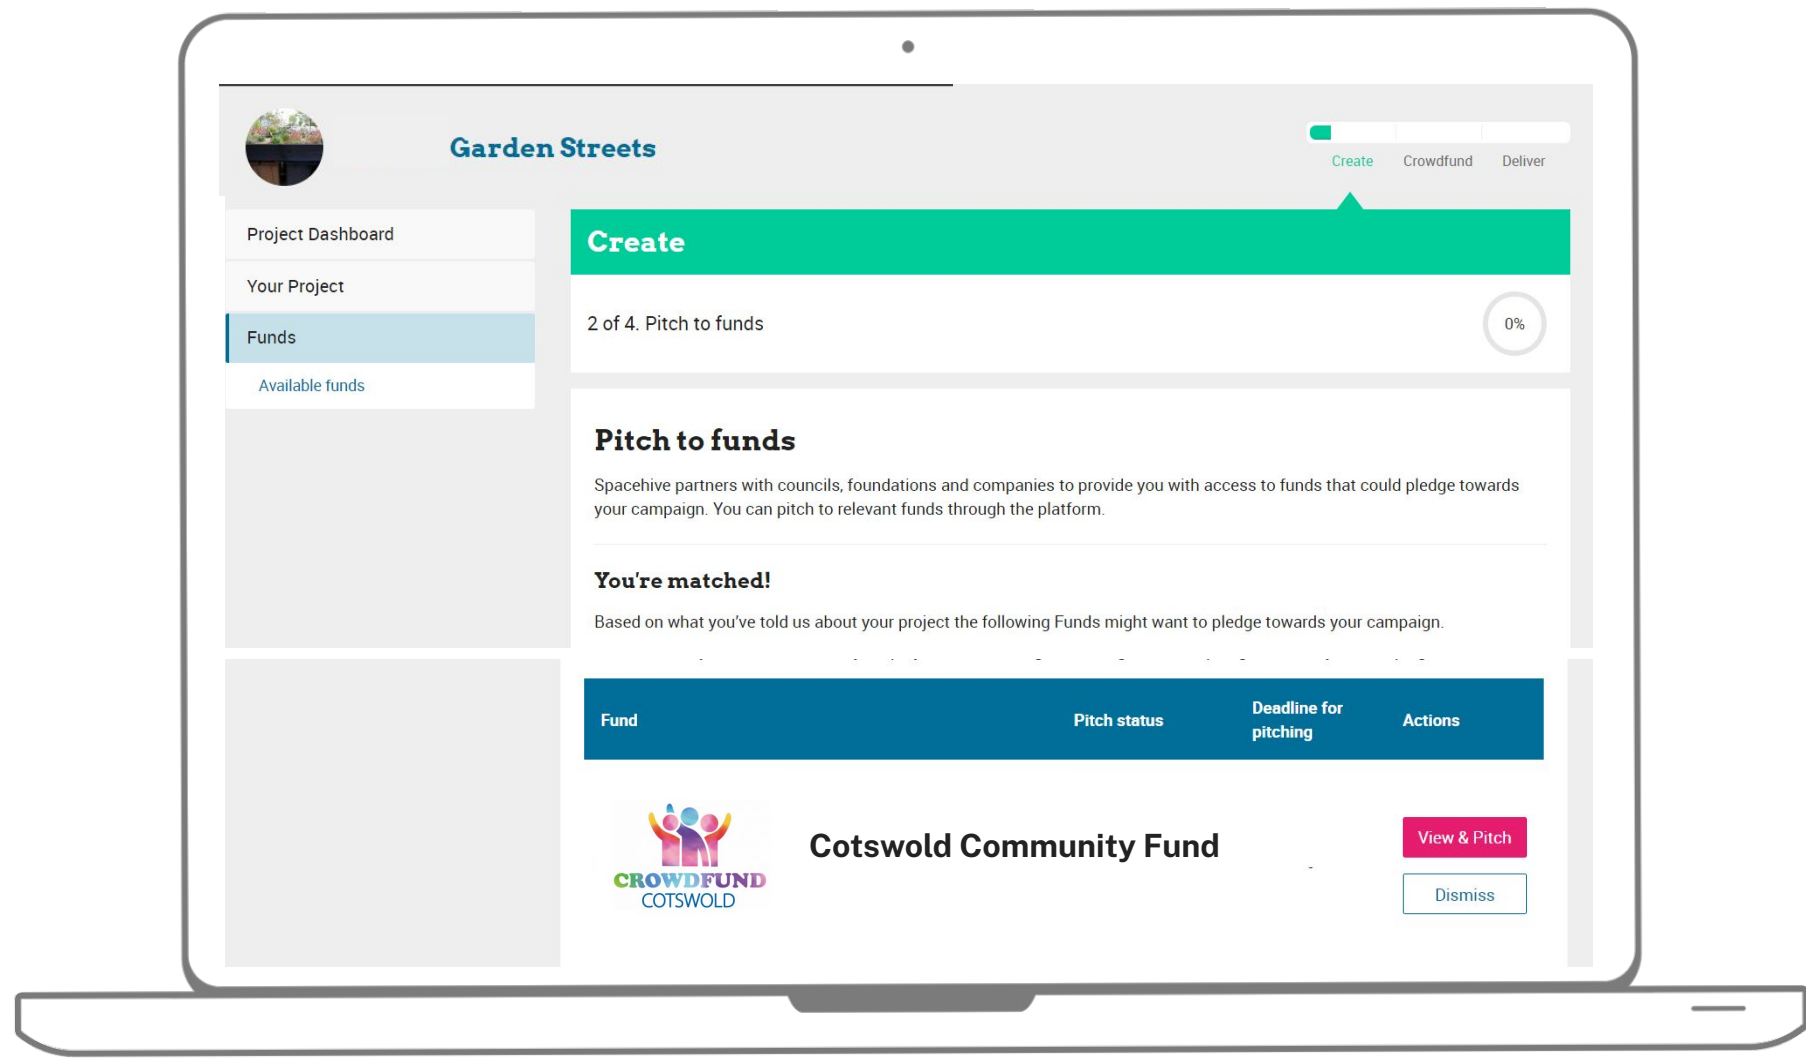 Garden Streets
Create Crowdfund Deliver
Project Dashboard
Your Project
Funds
Available funds
Create
2 of 4. Pitch to funds
0%
Pitch to funds
Spacehive partners with councils, foundations and companies to provide you with access to funds that could pledge towards
your campaign. You can pitch to relevant funds through the platform.
You're matched!
Based on what you've told us about your project the following Funds might want to pledge towards your campaign.
Fund Pitch status Deadline for pitching Actions
CROWDFUND
COTSWOLD
Cotswold Community Fund
-
View & Pitch
Dismiss